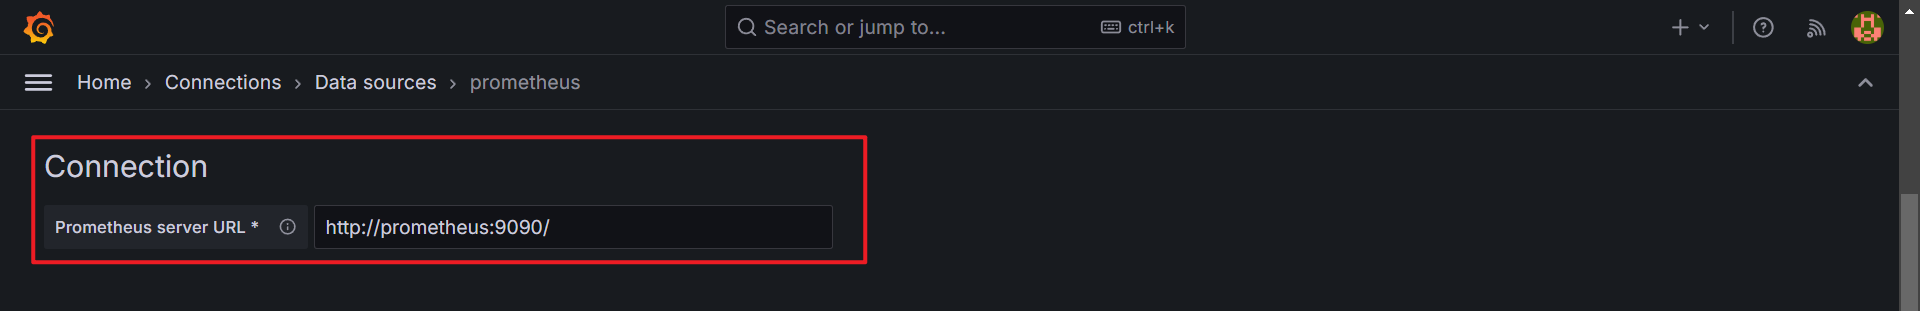 Search or jump to...
ctrl+k
Home › Connections › Data sources › prometheus
Connection
Prometheus server URL *
http://prometheus:9090/